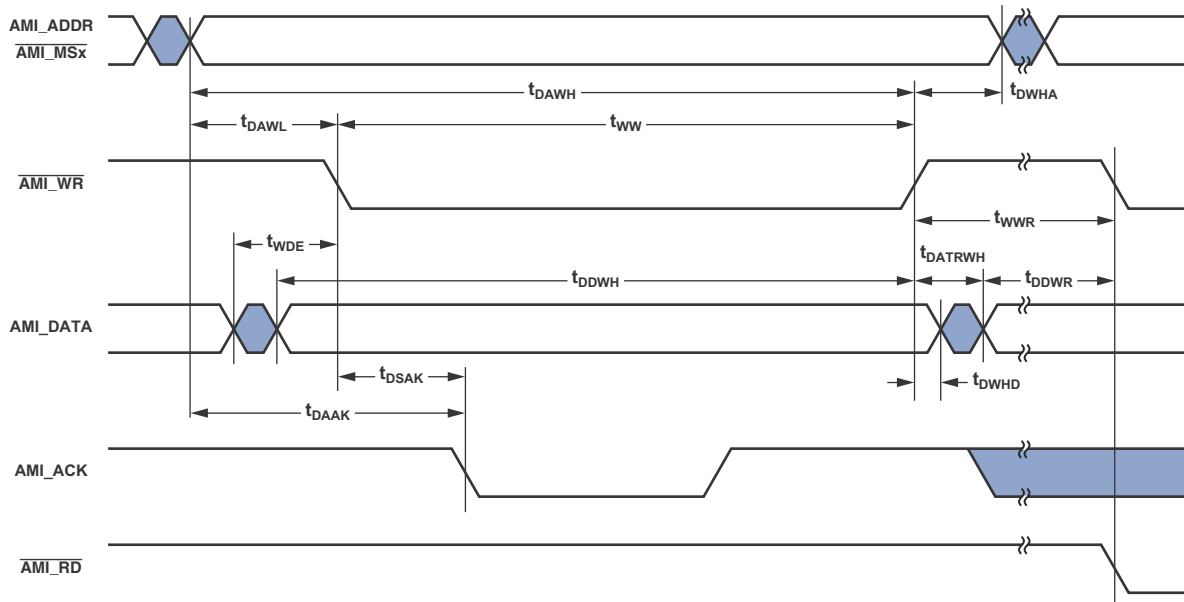 AMI_ADDR
AMI_MSx
tDAWH
tDWHA
tDAWL
tWW
AMI_WR
tWWR
tWDE
tDATRWH
tDDWH
tDDWR
AMI_DATA
tDSAK
tDWHD
tDAAK
AMI_ACK
AMI_RD